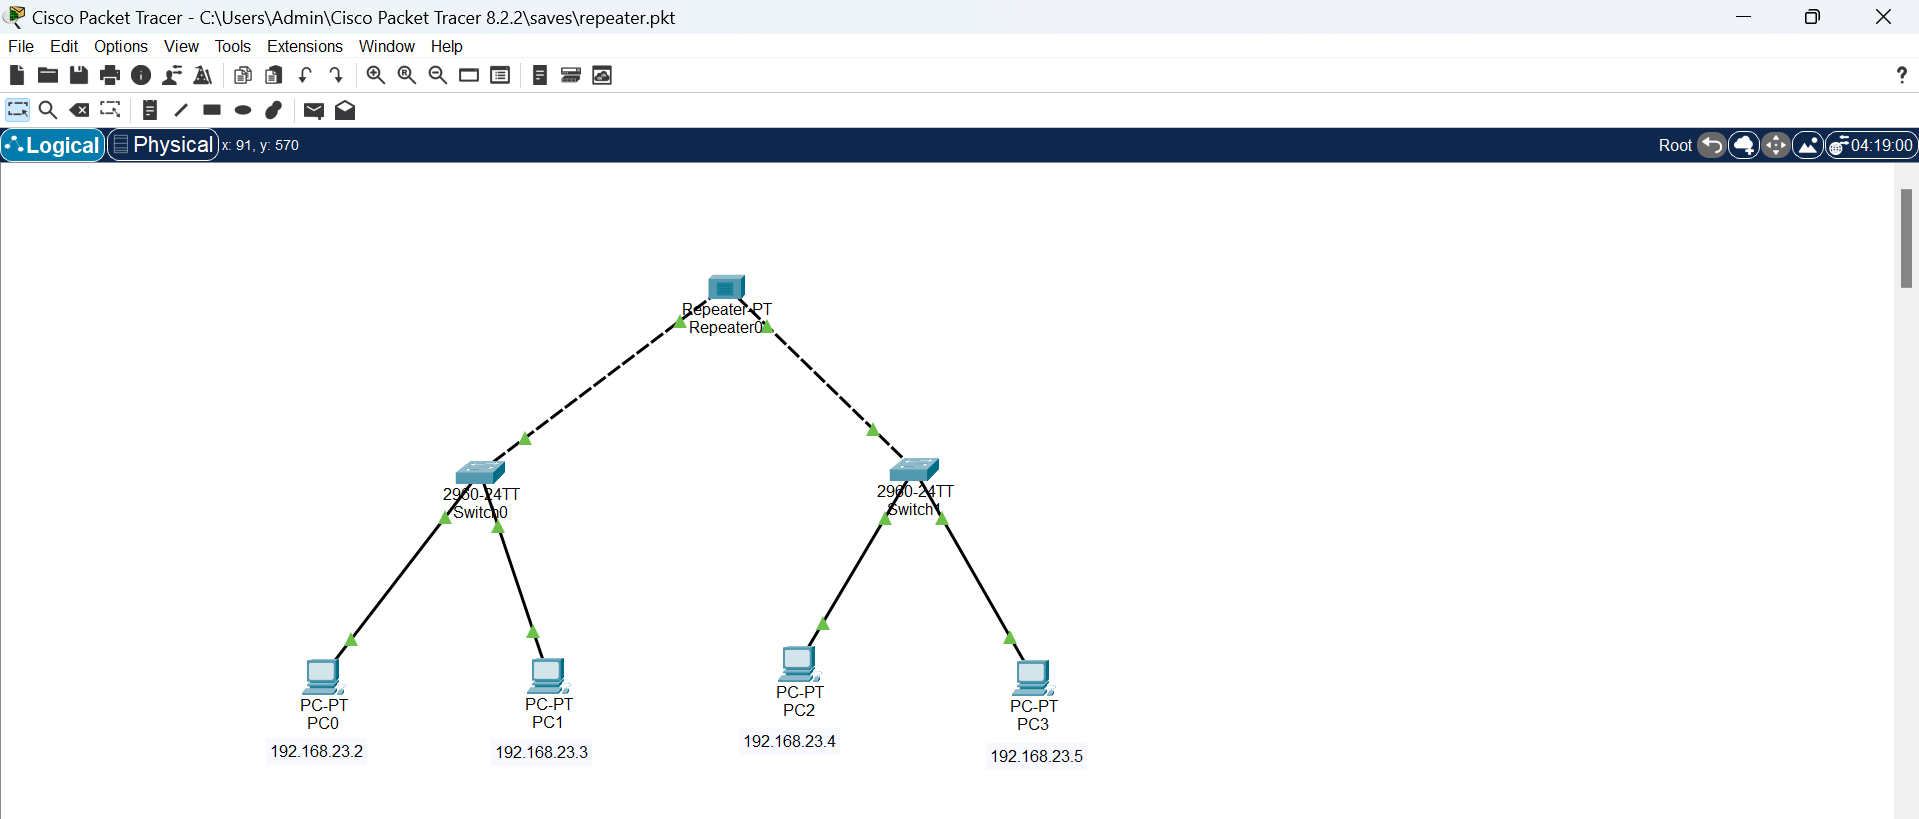 Cisco Packet Tracer - C:\Users\Admin\Cisco Packet Tracer 8.2.2\saves\repeater.pkt
File Edit Options View Tools Extensions Window Help
?
Logical Physical x: 91, y: 570 Root 04:19:00
Repeater-PT
Repeater0
2960-24TT
Switch0
2960-24TT
Switch1
PC-PT
PC0
192.168.23.2
PC-PT
PC1
192.168.23.3
PC-PT
PC2
192.168.23.4
PC-PT
PC3
192.168.23.5